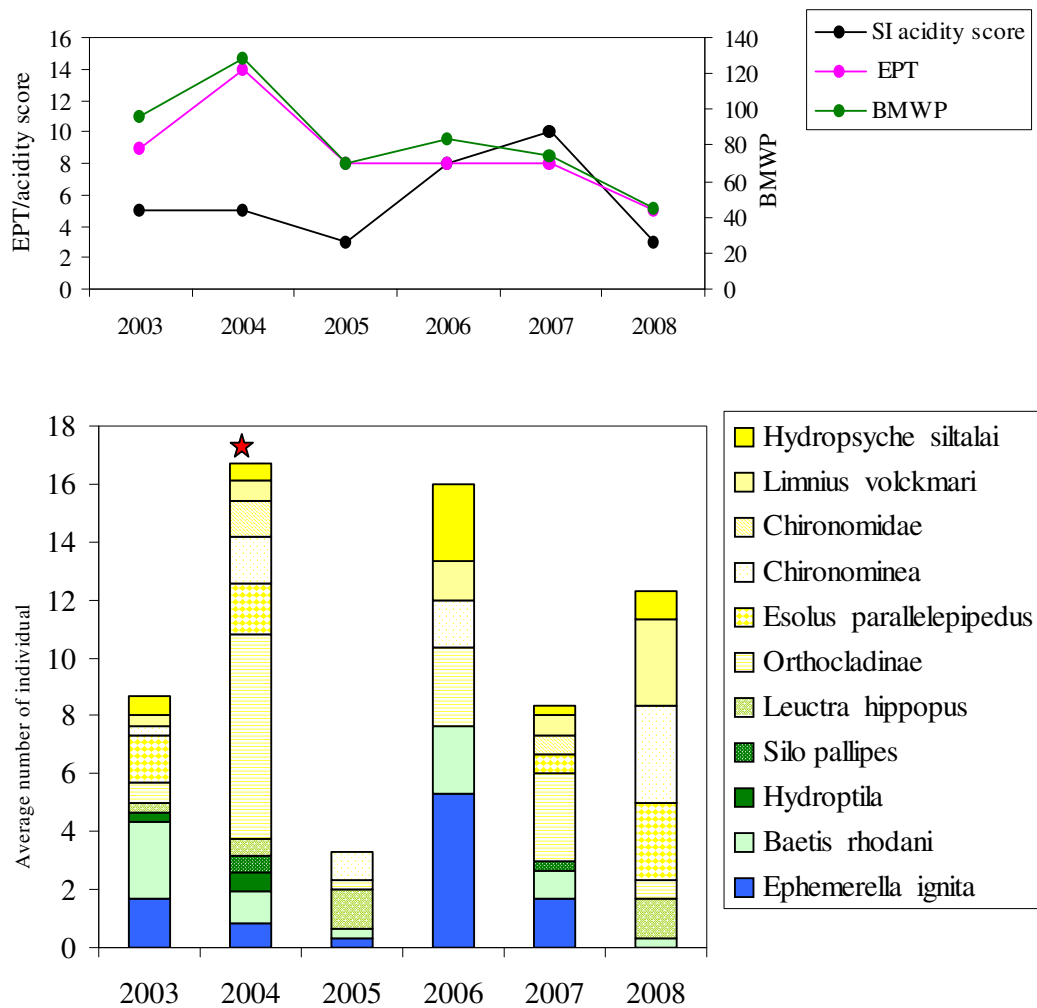 SI acidity score
EPT
BMWP
EPT/acidity score
16
14
12
10
8
6
4
2
0
140
120
100
80
60
40
20
0
BMWP
2003 2004 2005 2006 2007 2008
Average number of individual
18
16
14
12
10
8
6
4
2
0
2003 2004 2005 2006 2007 2008
Hydropsyche siltalai
Limnius volckmari
Chironomidae
Chironominea
Esolus parallelepipedus
Orthocladinae
Leuctra hippopus
Silo pallipes
Hydroptila
Baetis rhodani
Ephemerella ignita